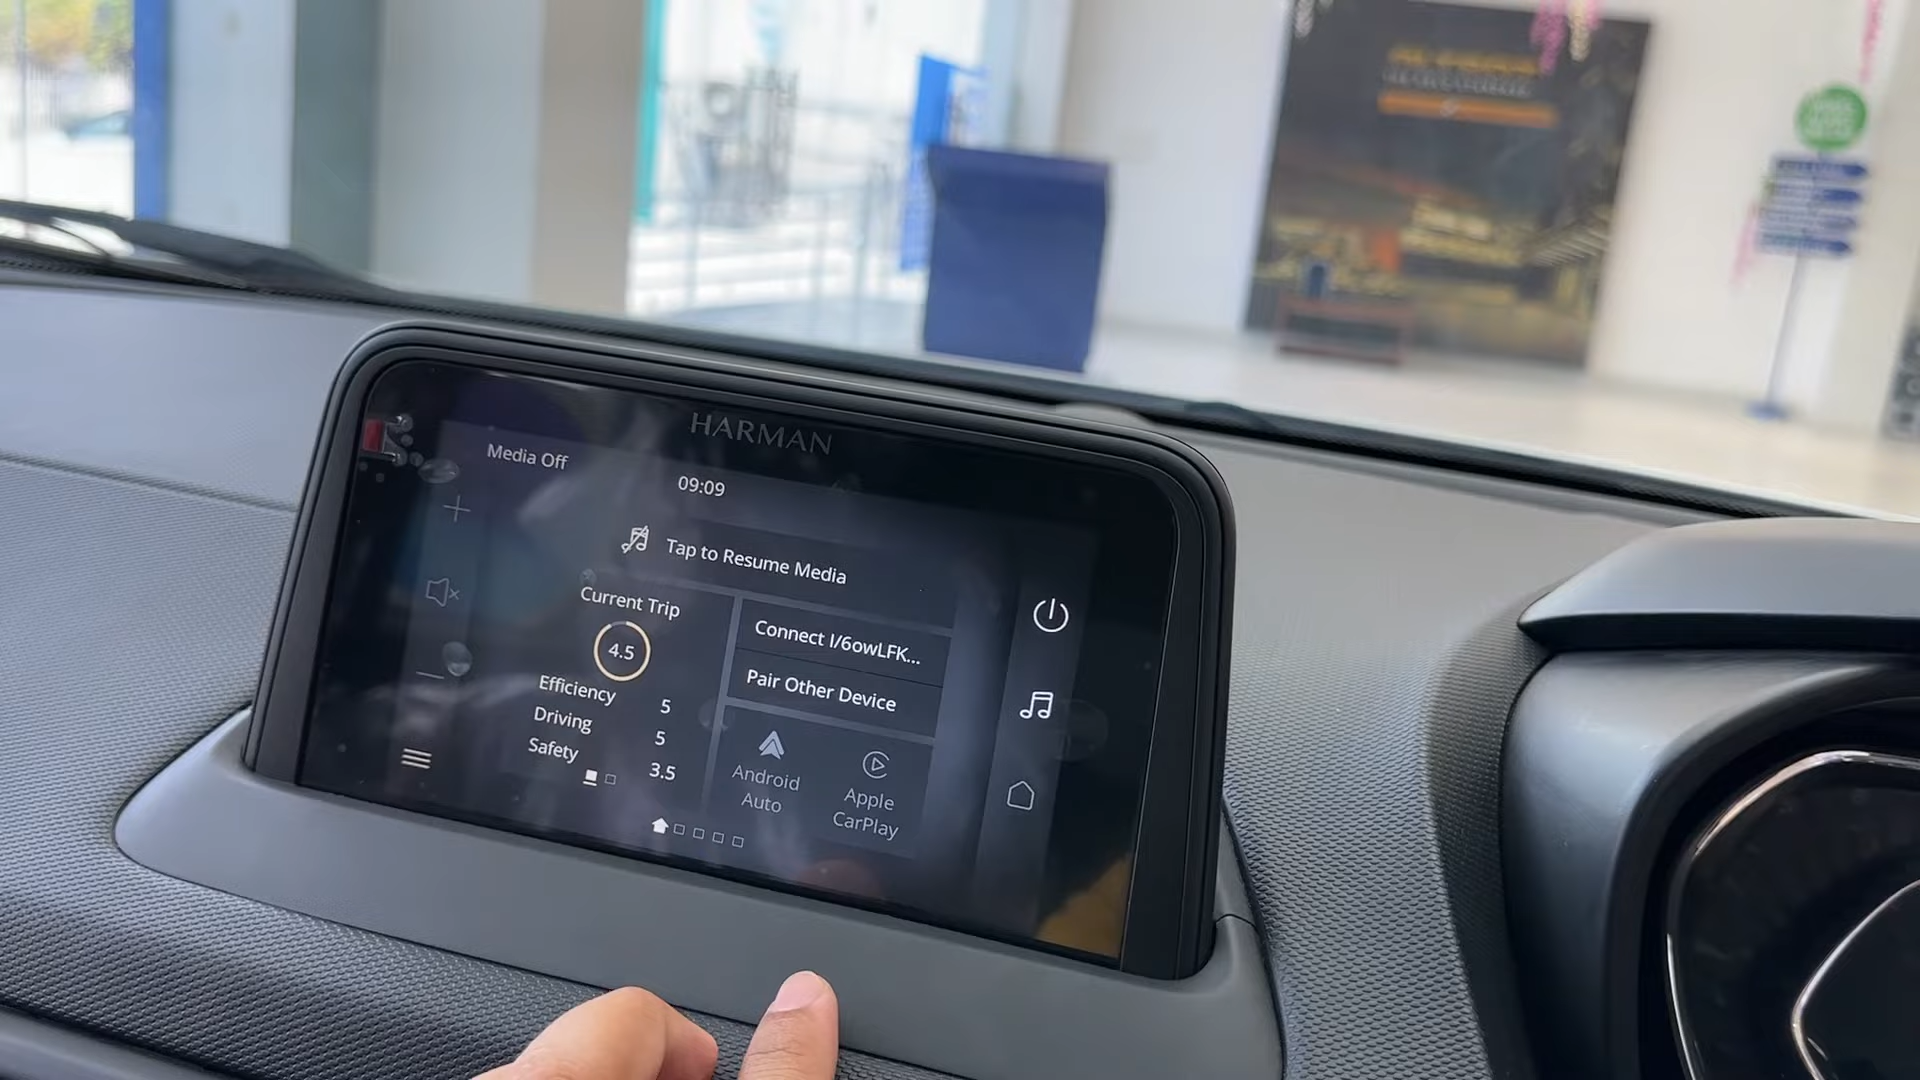 HARMAN
Media Off
09:09
Tap to Resume Media
Current Trip
4.5
Efficiency 5
Driving 5
Safety 3.5
Connect I/6owLFK...
Pair Other Device
Android
Auto
Apple
CarPlay